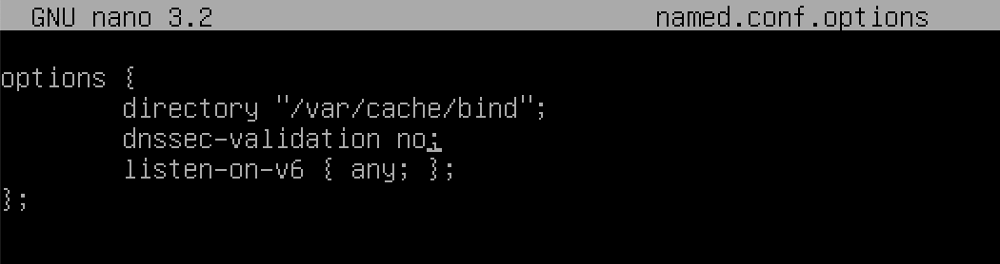 GNU nano 3.2 named.conf.options
options {
directory "/var/cache/bind";
dnssec-validation no;
listen-on-v6 { any; };
};